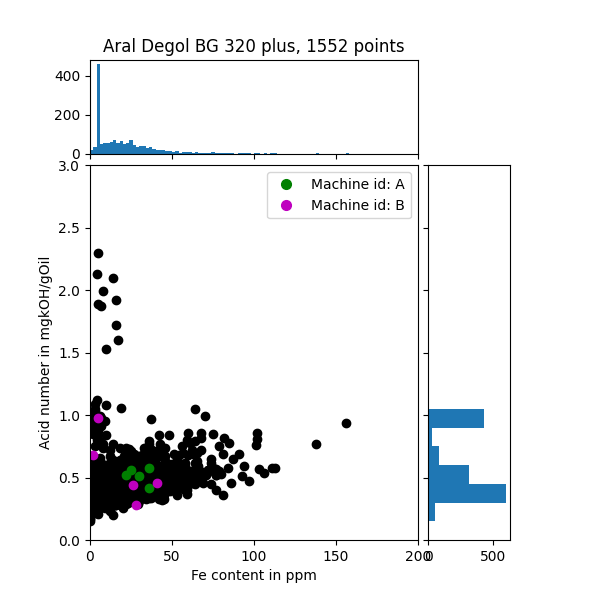 Aral Degol BG 320 plus, 1552 points
400
200
0
3.0
2.5
2.0
1.5
1.0
0.5
0.0
Acid number in mgkOH/gOil
Machine id: A
Machine id: B
0 50 100 150 200
Fe content in ppm
0 500